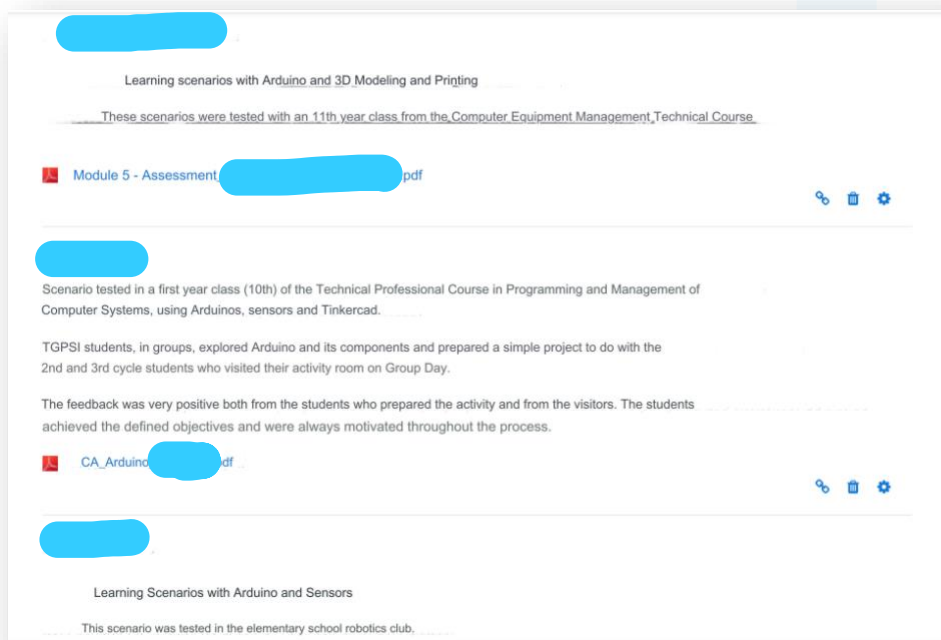 Learning scenarios with Arduino and 3D Modeling and Printing
These scenarios were tested with an 11th year class from the Computer Equipment Management Technical Course
Module 5 - Assessment pdf
Scenario tested in a first year class (10th) of the Technical Professional Course in Programming and Management of
Computer Systems, using Arduinos, sensors and Tinkercad.
TGPSI students, in groups, explored Arduino and its components and prepared a simple project to do with the
2nd and 3rd cycle students who visited their activity room on Group Day.
The feedback was very positive both from the students who prepared the activity and from the visitors. The students
achieved the defined objectives and were always motivated throughout the process.
CA_Arduino df
Learning Scenarios with Arduino and Sensors
This scenario was tested in the elementary school robotics club.